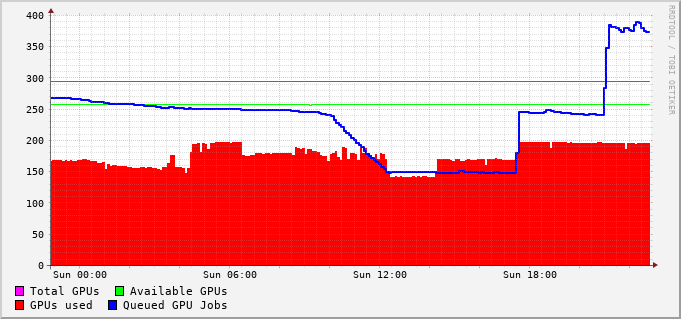 400
350
300
250
200
150
100
50
0
Sun 00:00 Sun 06:00 Sun 12:00 Sun 18:00
Total GPUs Available GPUs
GPUs used Queued GPU Jobs
RRDTOOL / TOBI OETIKER